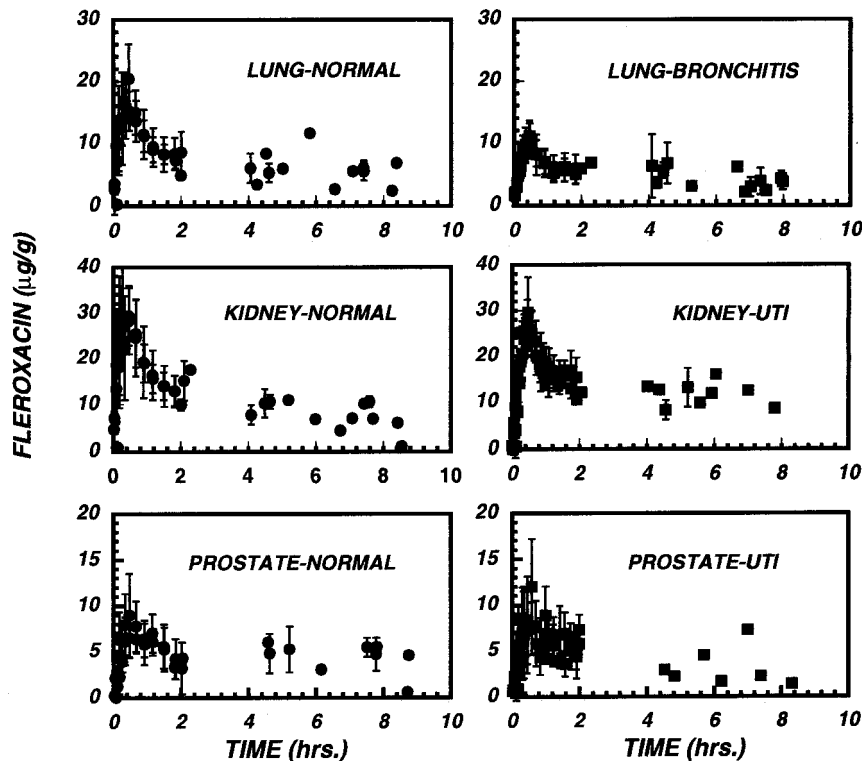 FLEROXACIN (µg/g)
30
20
10
0
LUNG-NORMAL
0 2 4 6 8 10
30
20
10
0
LUNG-BRONCHITIS
0 2 4 6 8 10
40
30
20
10
0
KIDNEY-NORMAL
0 2 4 6 8 10
40
30
20
10
0
KIDNEY-UTI
0 2 4 6 8 10
20
15
10
5
0
PROSTATE-NORMAL
0 2 4 6 8 10
TIME (hrs.)
20
15
10
5
0
PROSTATE-UTI
0 2 4 6 8 10
TIME (hrs.)